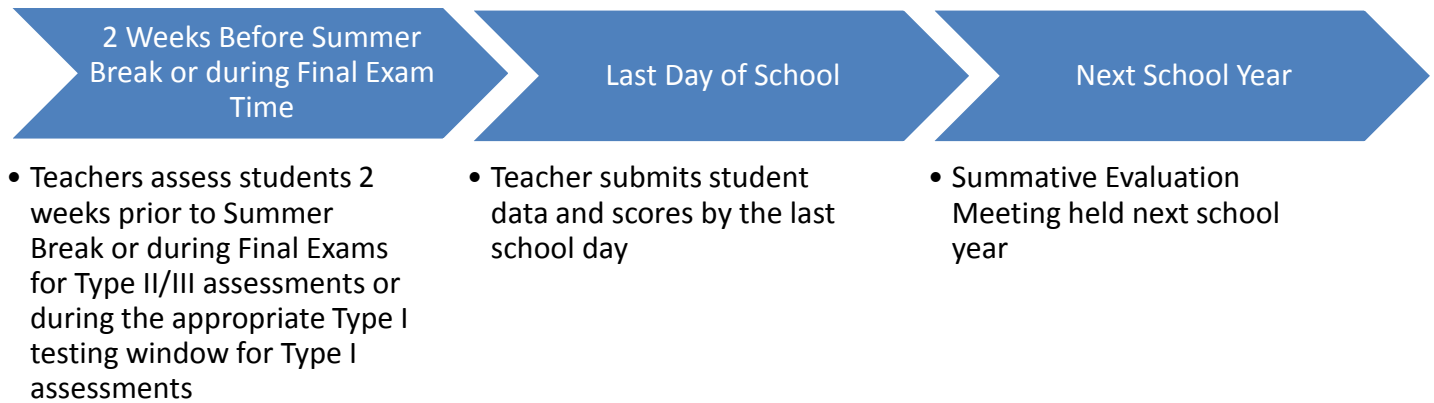 2 Weeks Before Summer
Break or during Final Exam
Time
Last Day of School
Next School Year
• Teachers assess students 2
weeks prior to Summer
Break or during Final Exams
for Type II/III assessments or
during the appropriate Type I
testing window for Type I
assessments
• Teacher submits student
data and scores by the last
school day
• Summative Evaluation
Meeting held next school
year